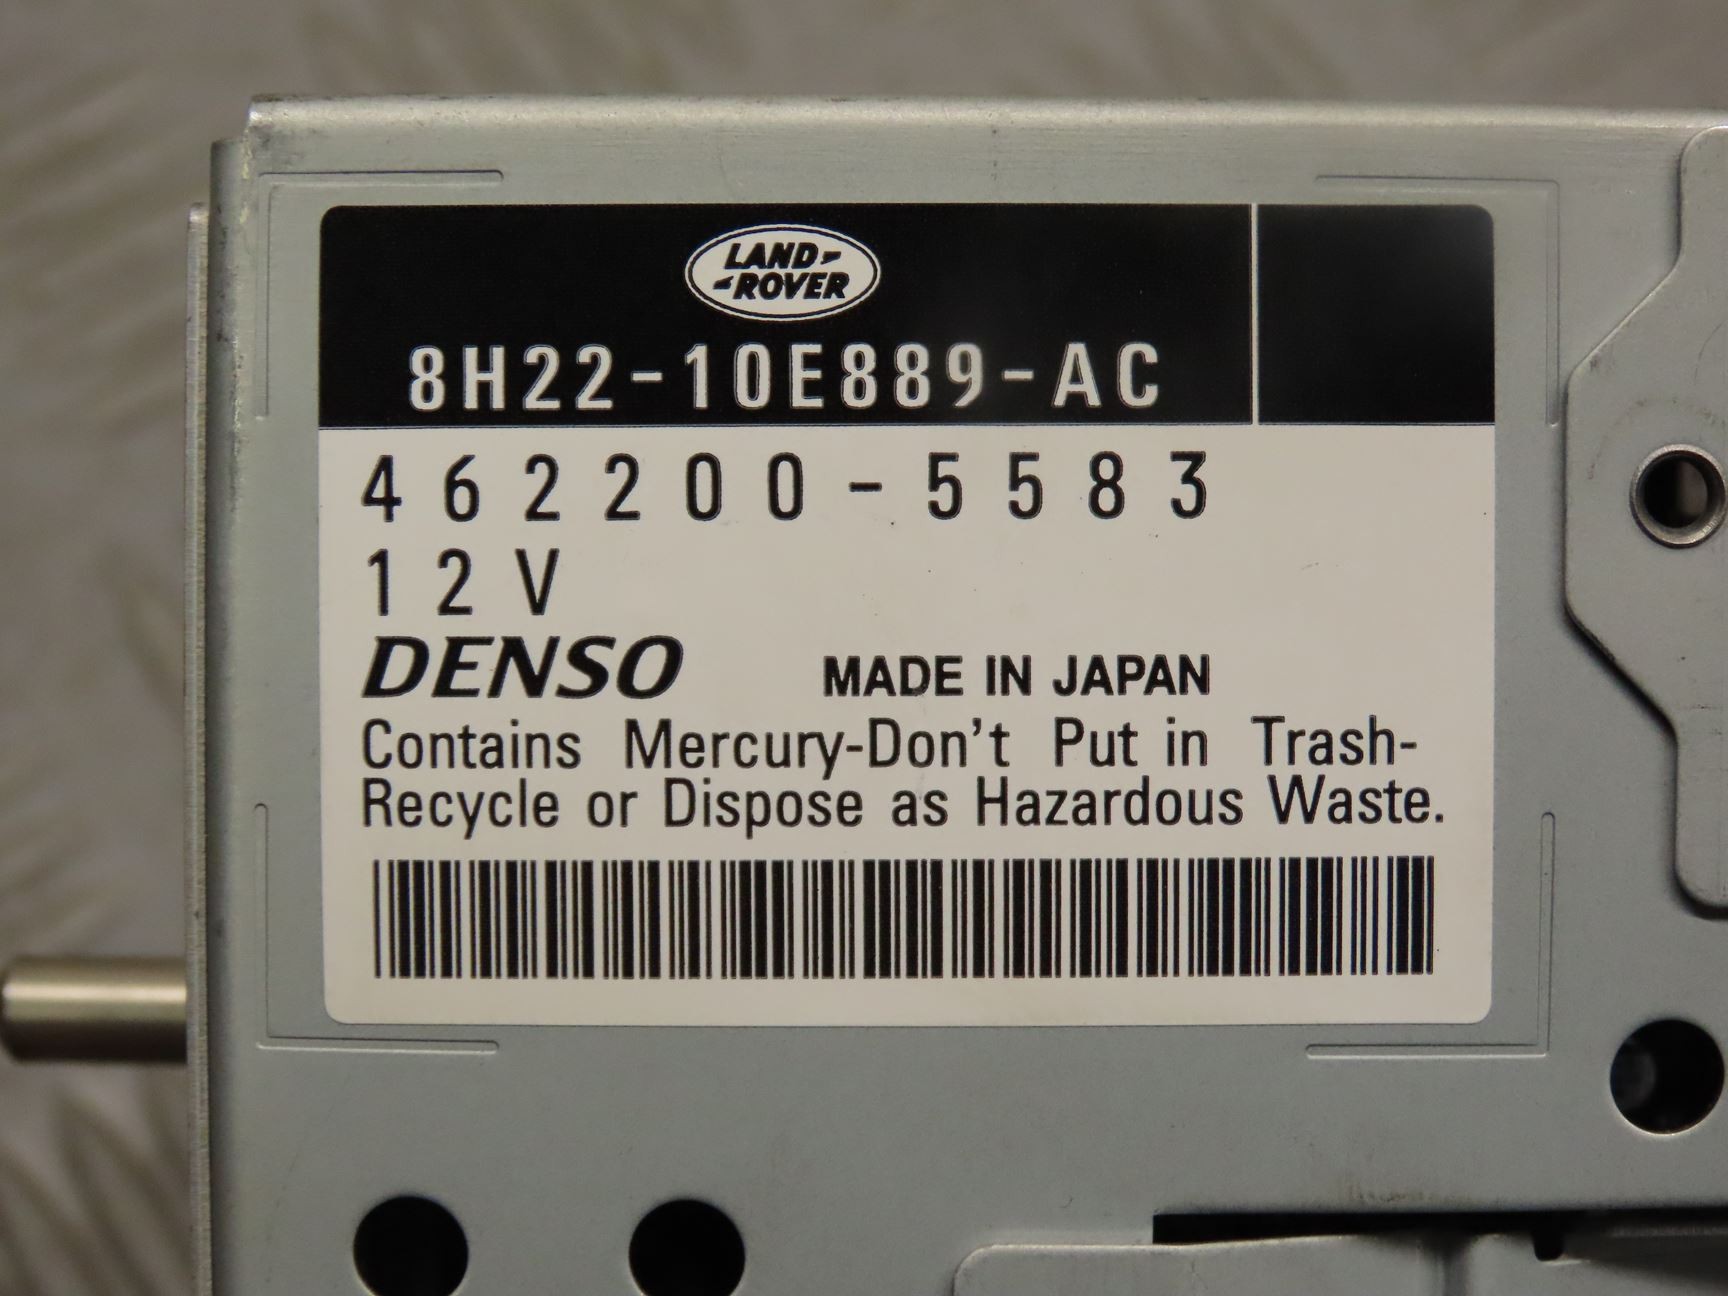 LAND-
-ROVER
8H22-10E889-AC
462200-5583
12V
DENSO MADE IN JAPAN
Contains Mercury-Don't Put in Trash-
Recycle or Dispose as Hazardous Waste.